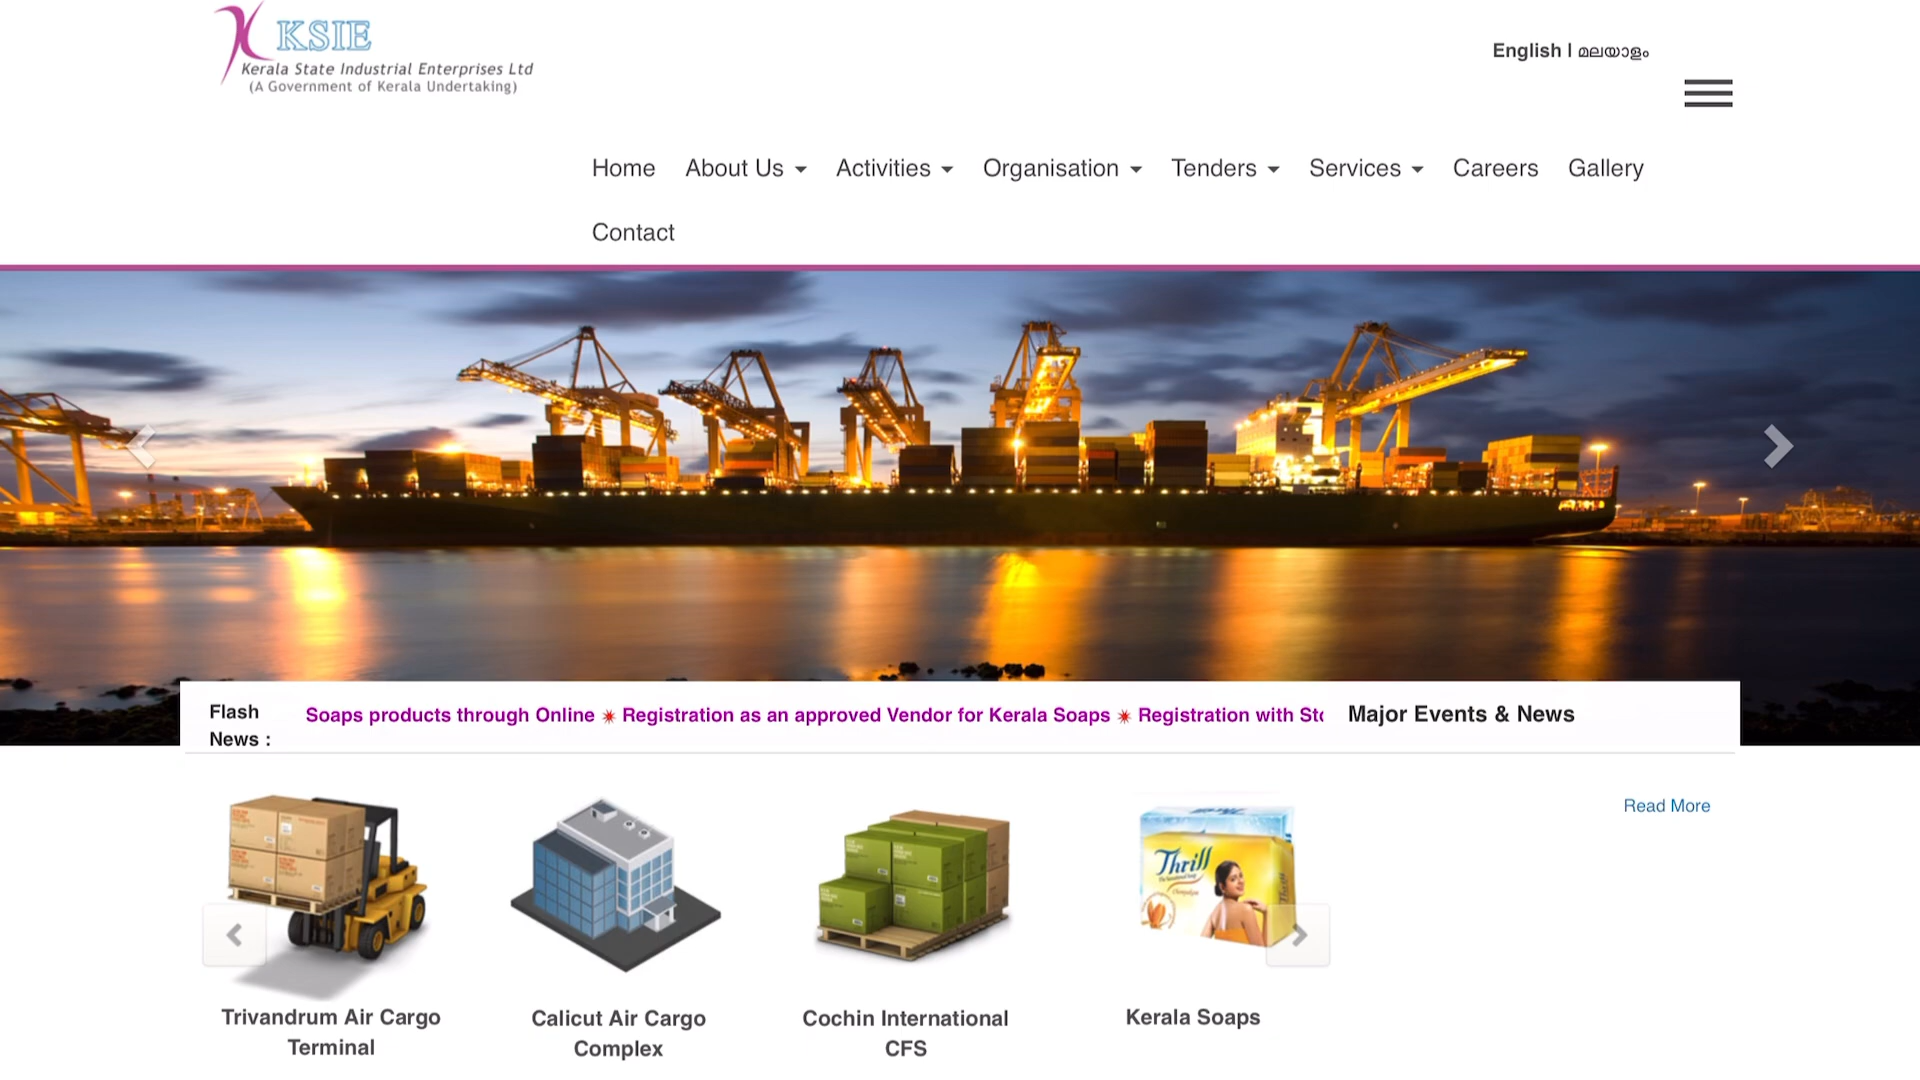 KSIE
Kerala State Industrial Enterprises Ltd
(A Government of Kerala Undertaking)
English | മലയാളം
Home About Us Activities Organisation Tenders Services Careers Gallery
Contact
Flash
News :
Soaps products through Online Registration as an approved Vendor for Kerala Soaps Registration with
Major Events & News
Read More
Thrill
Trivandrum Air Cargo
Terminal
Calicut Air Cargo
Complex
Cochin International
CFS
Kerala Soaps